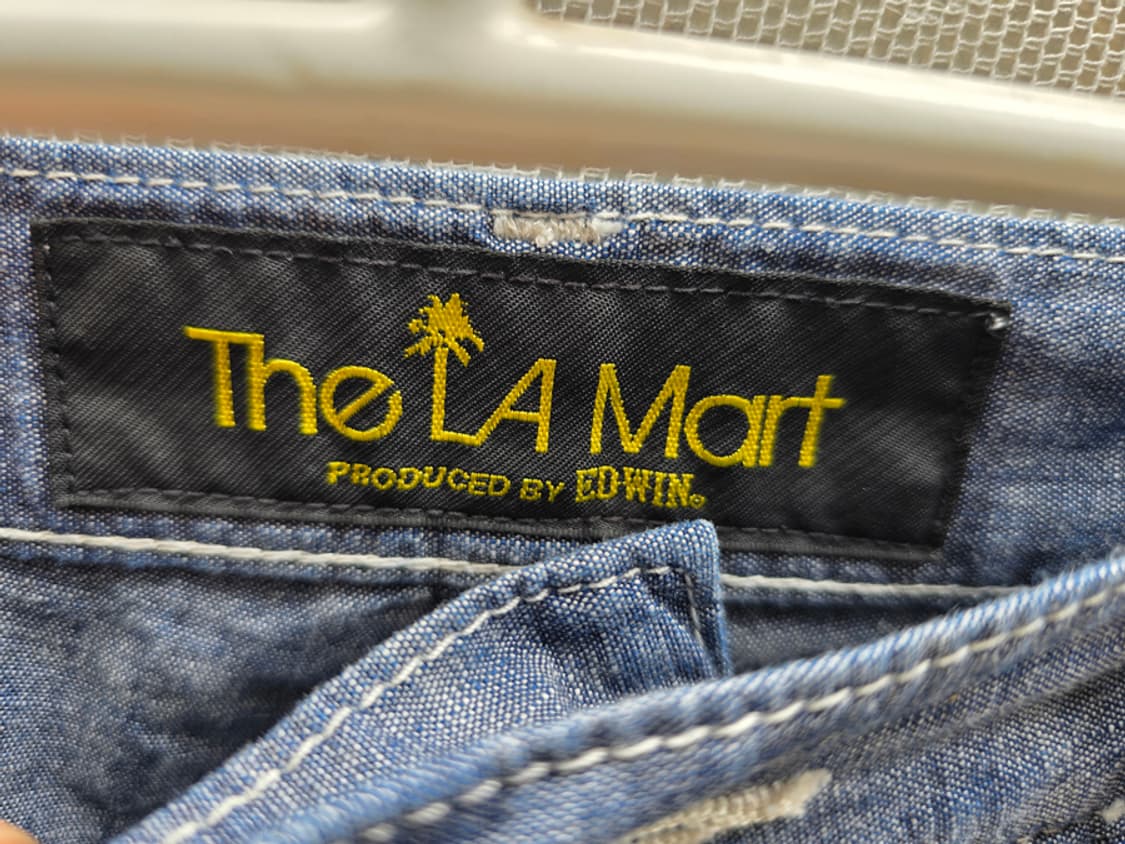 The LA Mart
PRODUCED BY EDWIN®